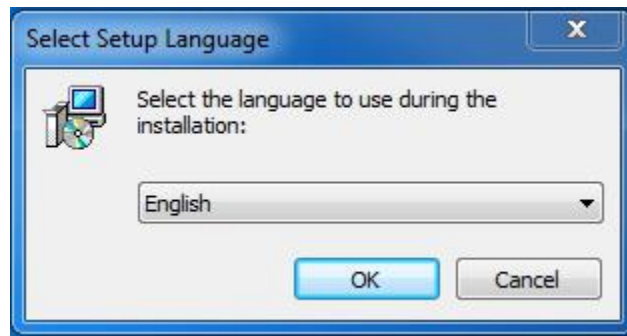 Select Setup Language
Select the language to use during the
installation:
English
OK
Cancel